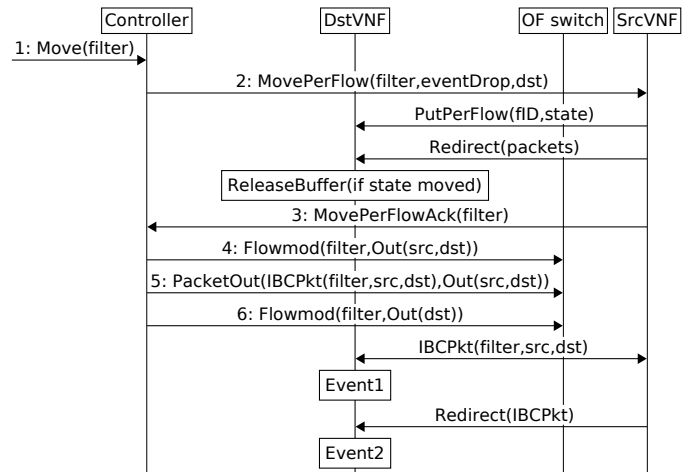 Controller DstVNF OF switch SrcVNF
1: Move(filter)
2: MovePerFlow(filter,eventDrop,dst)
PutPerFlow(fID,state)
Redirect(packets)
ReleaseBuffer(if state moved)
3: MovePerFlowAck(filter)
4: Flowmod(filter,Out(src,dst))
5: PacketOut(IBCPkt(filter,src,dst),Out(src,dst))
6: Flowmod(filter,Out(dst))
IBCPkt(filter,src,dst)
Event1
Redirect(IBCPkt)
Event2